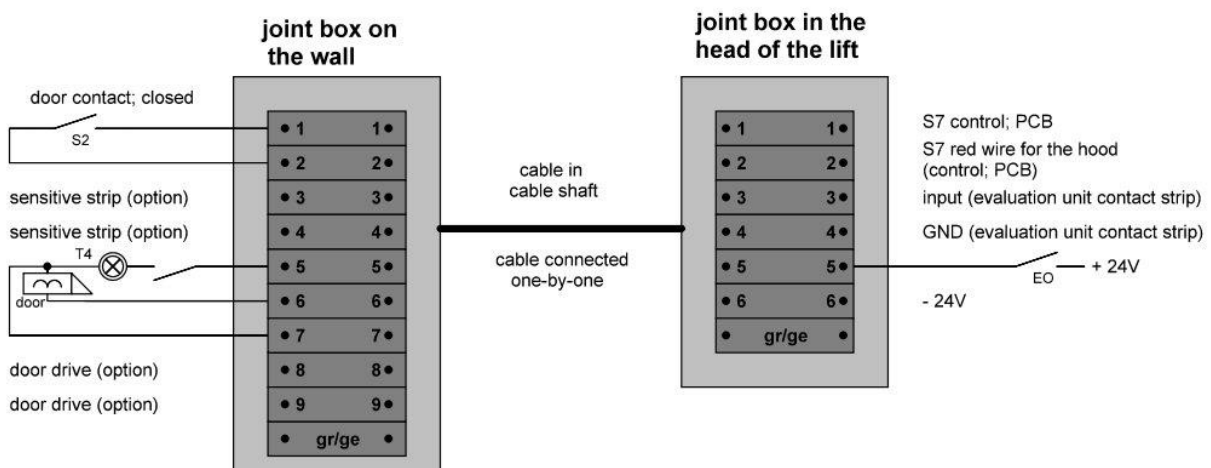 joint box on
the wall
joint box in the
head of the lift
door contact; closed
S2
sensitive strip (option)
sensitive strip (option)
T4
door
door drive (option)
door drive (option)
1 1
2 2
3 3
4 4
5 5
6 6
7 7
8 8
9 9
gr/ge
cable in
cable shaft
cable connected
one-by-one
1 1
2 2
3 3
4 4
5 5
6 6
gr/ge
S7 control; PCB
S7 red wire for the hood
(control; PCB)
input (evaluation unit contact strip)
GND (evaluation unit contact strip)
EO
+ 24V
- 24V